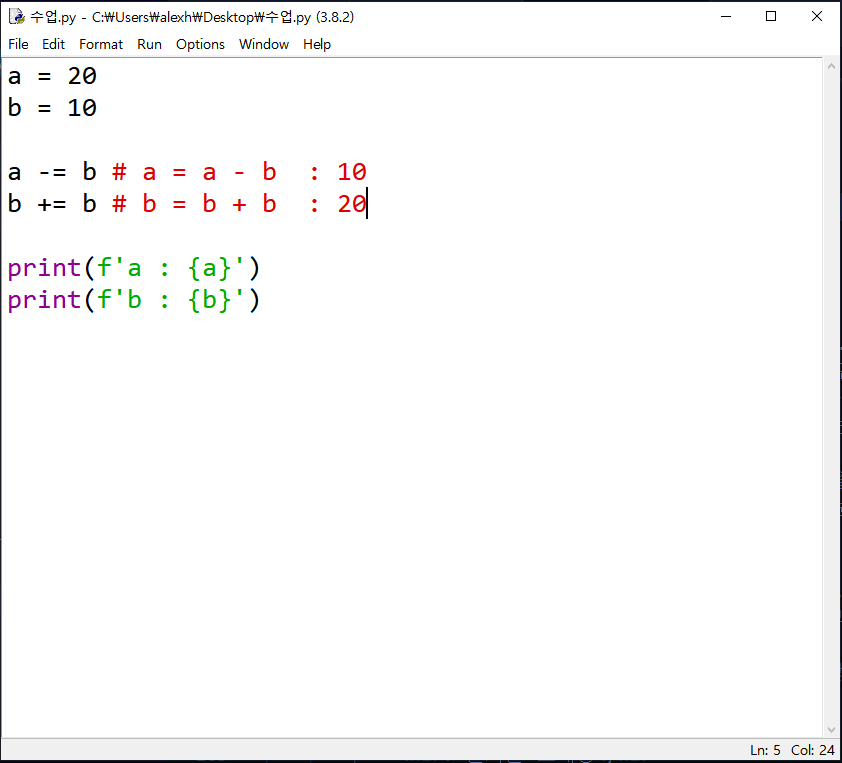 수업.py - C:₩Users₩alexh₩Desktop₩수업.py (3.8.2)
File Edit Format Run Options Window Help
a = 20
b = 10
a -= b # a = a - b  : 10
b += b # b = b + b  : 20
print(f'a : {a}')
print(f'b : {b}')
Ln: 5 Col: 24